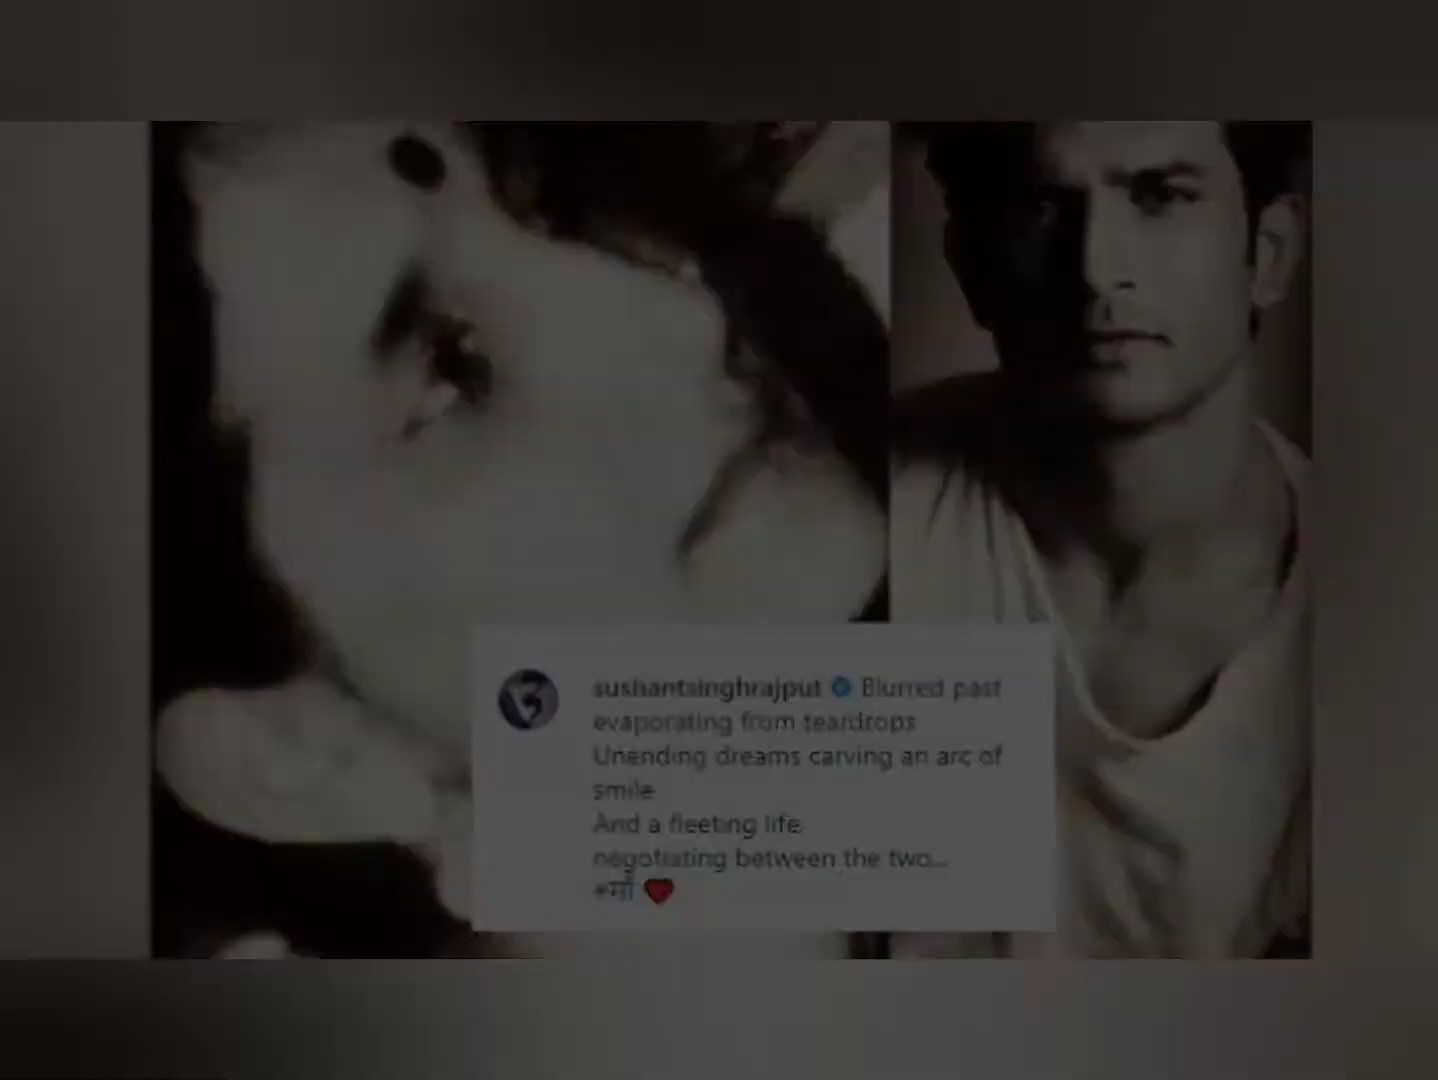 sushantsinghrajput Blurred past
evaporating from teardrops
Unending dreams carving an arc of
smile
And a fleeting life,
negotiating between the two...
#माँ ❤️